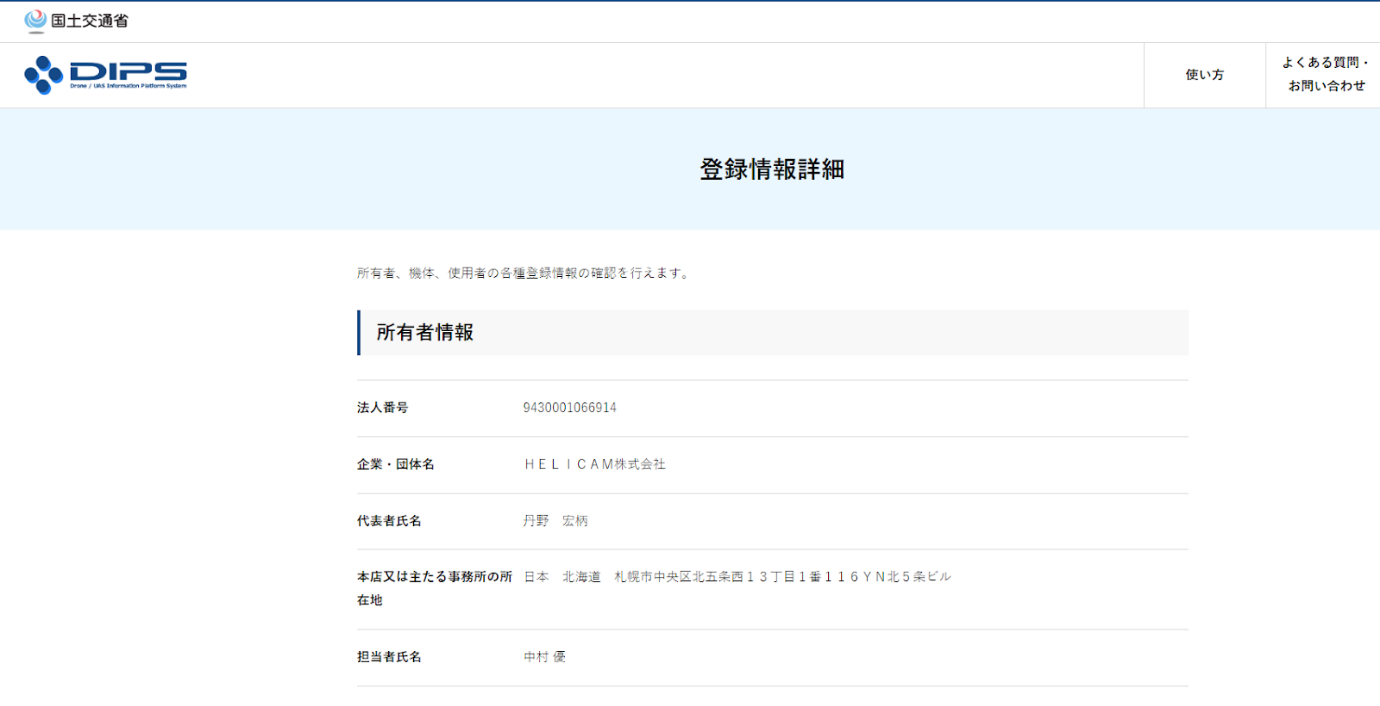 国土交通省
DIPS
Drone / UAS Information Platform System
使い方
よくある質問・
お問い合わせ
登録情報詳細
所有者、機体、使用者の各種登録情報の確認を行えます。
所有者情報
法人番号 9430001066914
企業・団体名 ＨＥＬＩＣＡＭ株式会社
代表者氏名 丹野　宏柄
本店又は主たる事務所の所 日本　北海道　札幌市中央区北五条西１３丁目１番１１６ＹＮ北５条ビル
在地
担当者氏名 中村 優